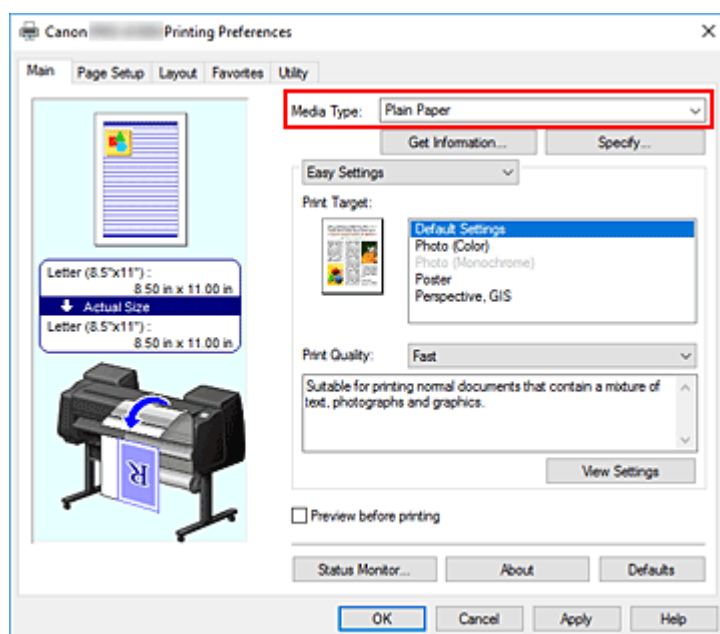 Canon Printing Preferences
Main Page Setup Layout Favorites Utility
Media Type: Plain Paper
Get Information... Specify...
Easy Settings
Print Target:
Default Settings
Photo (Color)
Photo (Monochrome)
Poster
Perspective, GIS
Letter (8.5"x11") :
8.50 in x 11.00 in
Actual Size
Letter (8.5"x11") :
8.50 in x 11.00 in
R
Print Quality: Fast
Suitable for printing normal documents that contain a mixture of
text, photographs and graphics.
View Settings
Preview before printing
Status Monitor... About Defaults
OK Cancel Apply Help